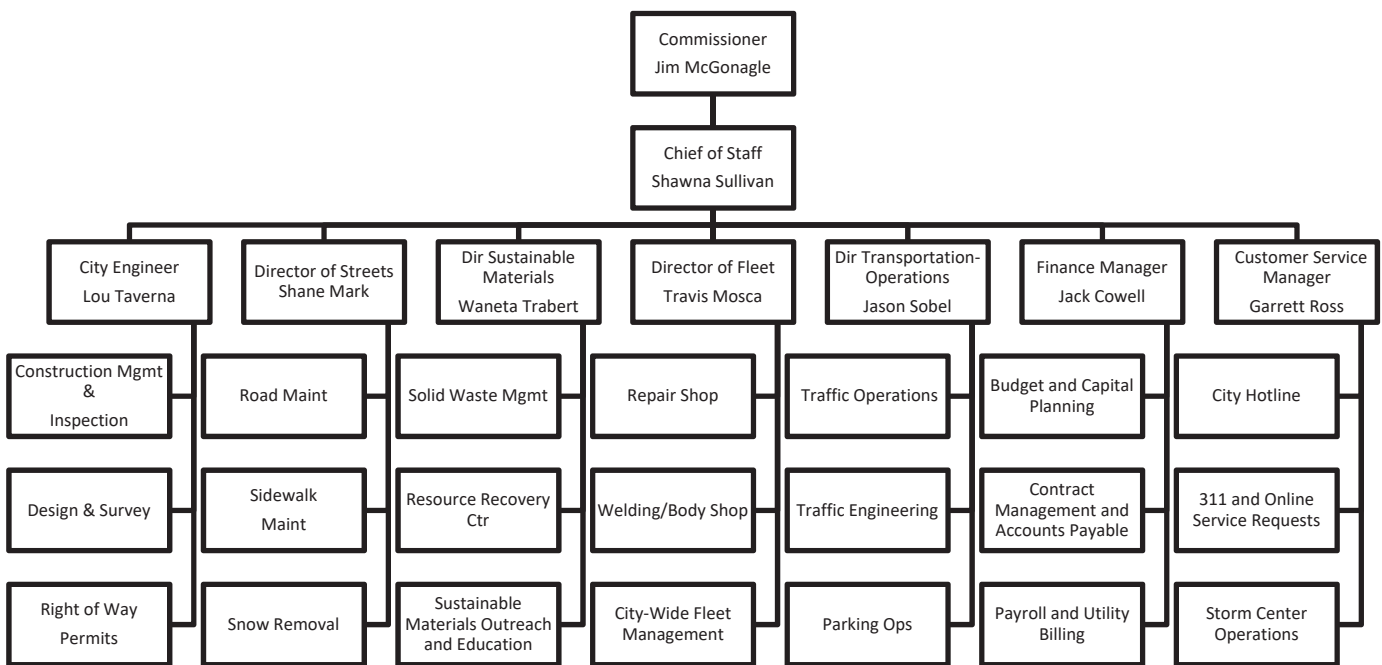 Commissioner
Jim McGonagle
Chief of Staff
Shawna Sullivan
City Engineer
Lou Taverna
Director of Streets
Shane Mark
Dir Sustainable
Materials
Waneta Trabert
Director of Fleet
Travis Mosca
Dir Transportation-
Operations
Jason Sobel
Finance Manager
Jack Cowell
Customer Service
Manager
Garrett Ross
Construction Mgmt
&
Inspection
Road Maint
Solid Waste Mgmt
Repair Shop
Traffic Operations
Budget and Capital
Planning
City Hotline
Design & Survey
Sidewalk
Maint
Resource Recovery
Ctr
Welding/Body Shop
Traffic Engineering
Contract
Management and
Accounts Payable
311 and Online
Service Requests
Right of Way
Permits
Snow Removal
Sustainable
Materials Outreach
and Education
City-Wide Fleet
Management
Parking Ops
Payroll and Utility
Billing
Storm Center
Operations